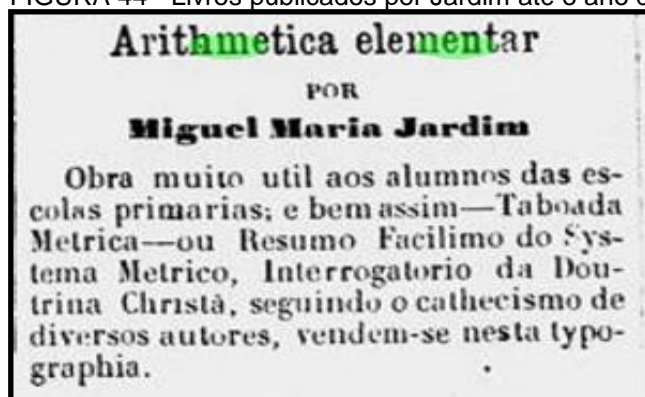 FIGURA 44 - Livros publicados por Jardim até o ano d
Arithmetica elementar
POR
Miguel Maria Jardim
Obra muito util aos alumnos das es-
colas primarias; e bem assim—Taboada
Metrica—ou Resumo Facilimo do Sys-
tema Metrico, Interrogatorio da Dou-
trina Christã, seguindo o cathecismo de
diversos autores, vendem-se nesta typo-
graphia.